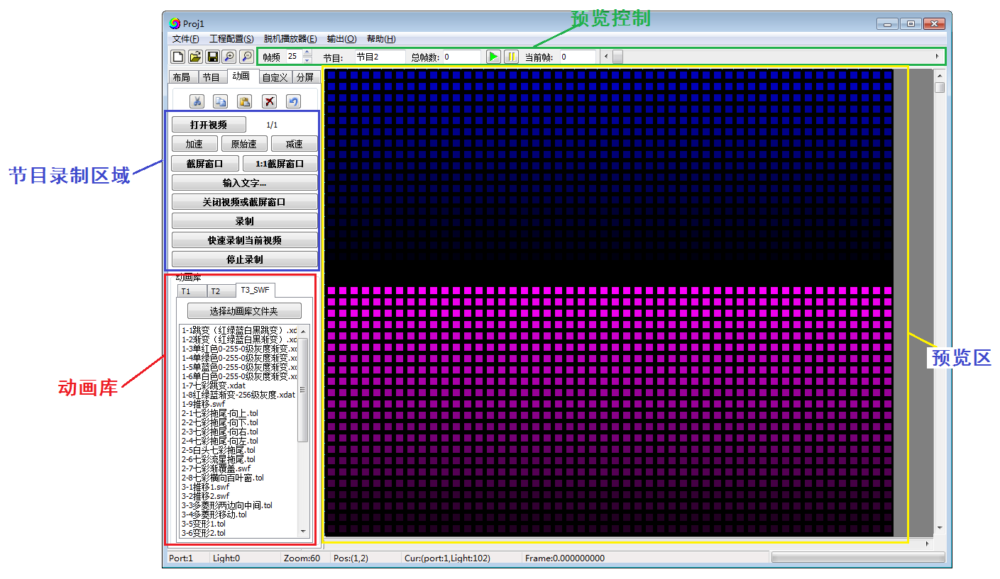 预览控制
Proj1
文件(F) 工程配置(S) 脱机播放器(E) 输出(O) 帮助(H)
帧频 25 节目: 节目2 总帧数: 0 当前帧: 0
布局 节目 动画 自定义 分屏
打开视频 1/1
加速 原始速 减速
截屏窗口 1:1截屏窗口
节目录制区域
输入文字...
关闭视频或截屏窗口
录制
快速录制当前视频
停止录制
动画库
T1 T2 T3_SWF
选择动画库文件夹
1-1跳变（红绿蓝白黑跳变）.xd
1-2渐变（红绿蓝白黑渐变）.xd
1-3单红色0-255-0级灰度渐变.xd
1-4单绿色0-255-0级灰度渐变.xd
1-5单蓝色0-255-0级灰度渐变.xd
1-6单白色0-255-0级灰度渐变.xd
1-7七彩跳变.xdat
1-8红绿蓝渐变-256级灰度.xdat
1-9推移.swf
2-1七彩拖尾-向上.tol
2-2七彩拖尾-向下.tol
2-3七彩拖尾-向右.tol
2-4七彩拖尾-向左.tol
2-5白头七彩拖尾.tol
2-6七彩流星拖尾.tol
2-7七彩渐覆盖.swf
2-8七彩横向百叶窗.tol
3-1推移1.swf
3-2推移2.swf
3-3多菱形两边向中间.tol
3-4多菱形移动.tol
3-5变形1.tol
3-6变形2.tol
动画库
预览区
Port:1 Light:0 Zoom:60 Pos:(1,2) Cur:(port:1,Light:102) Frame:0.000000000